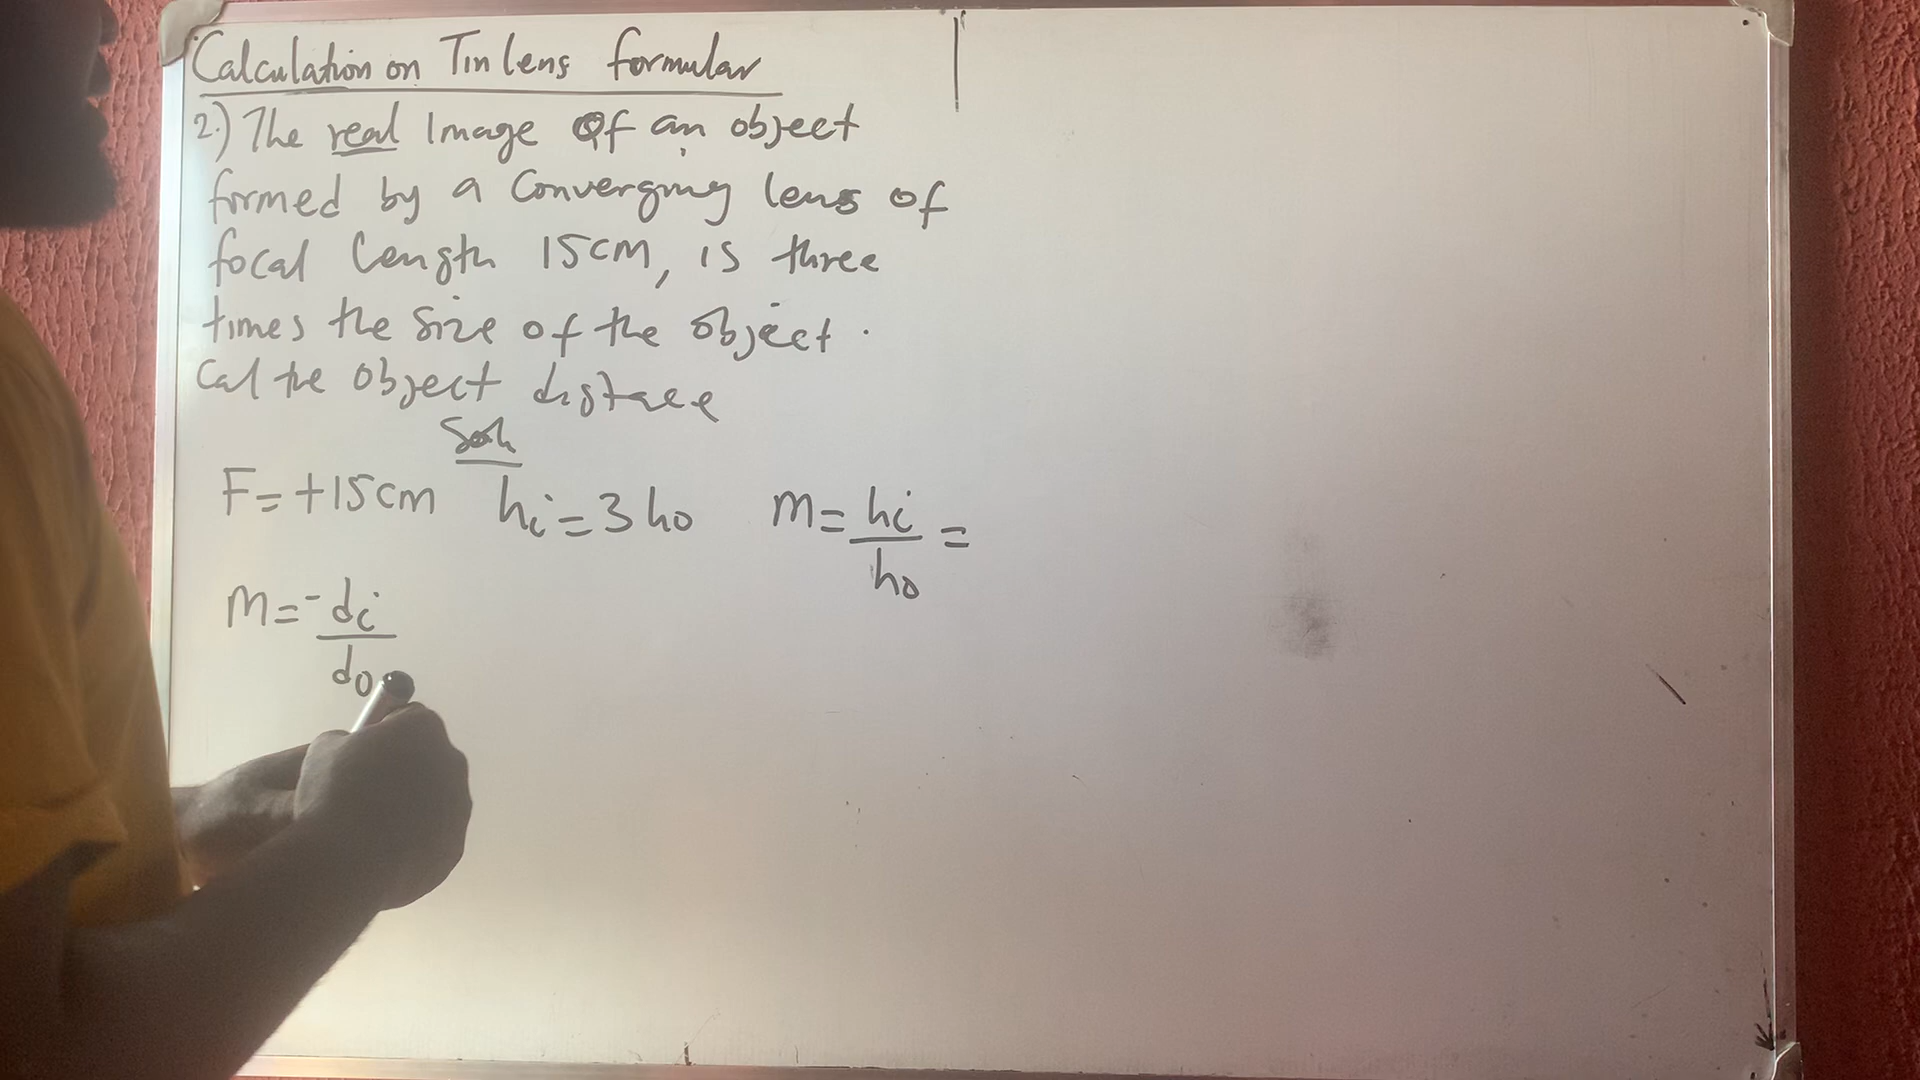 Calculation on Tin lens formular
2.) The real Image Of an object
formed by a Converging lens of
focal length 15cm, is three
times the Size of the object.
Cal the object distace
Soln
F=+15cm hi=3ho m=hi/ho=
m=-di/do